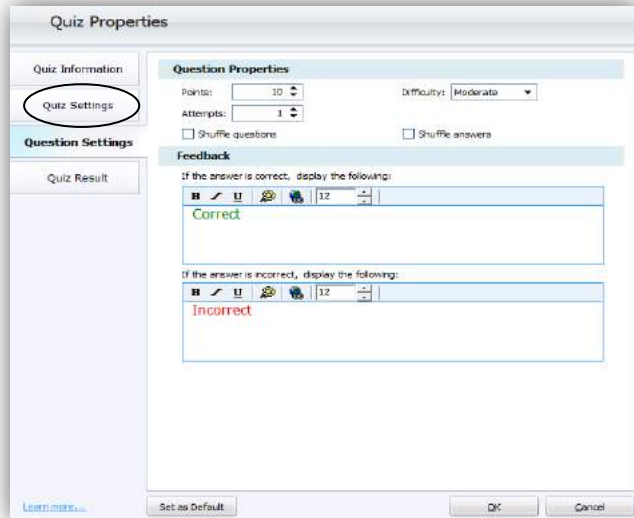 Quiz Properties
Quiz Information
Quiz Settings
Question Settings
Quiz Result
Question Properties
Points: 10 Difficulty: Moderate
Attempts: 1
Shuffle questions Shuffle answers
Feedback
If the answer is correct, display the following:
B I U 12
Correct
If the answer is incorrect, display the following:
B I U 12
Incorrect
Learn more... Set as Default OK Cancel